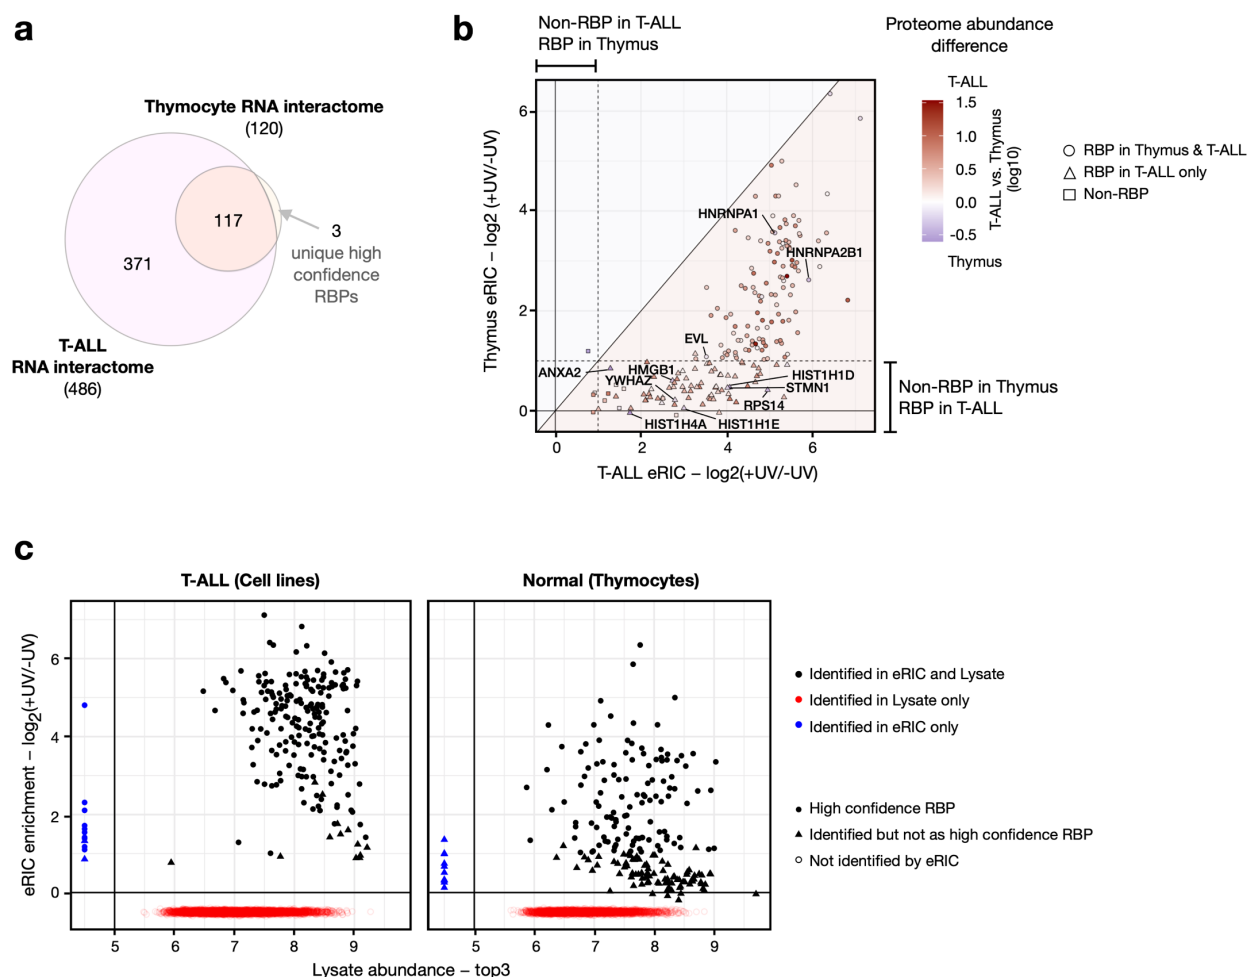 a
Thymocyte RNA interactome
(120)
117
371
3
unique high
confidence
RBPs
T-ALL
RNA interactome
(486)
b
Non-RBP in T-ALL
RBP in Thymus
Thymus eRIC – log2 (+UV/-UV)
6
4
2
0
0
2
4
6
T-ALL eRIC – log2(+UV/-UV)
HNRNPA1
HNRNPA2B1
EVL
ANXA2
HMGB1
YWHAZ
HIST1H1D
STMN1
RPS14
HIST1H4A
HIST1H1E
Non-RBP in Thymus
RBP in T-ALL
Proteome abundance
difference
T-ALL
1.5
1.0
0.5
0.0
-0.5
T-ALL vs. Thymus
(log10)
Thymus
RBP in Thymus & T-ALL
RBP in T-ALL only
Non-RBP
c
T-ALL (Cell lines)
Normal (Thymocytes)
eRIC enrichment – log2(+UV/-UV)
6
4
2
0
5
6
7
8
9
5
6
7
8
9
Lysate abundance – top3
Identified in eRIC and Lysate
Identified in Lysate only
Identified in eRIC only
High confidence RBP
Identified but not as high confidence RBP
Not identified by eRIC